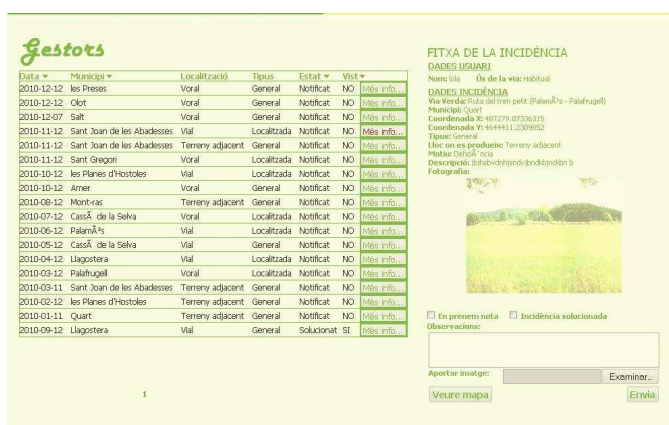 Gestors
Data Municipi Localització Tipus Estat Vist
2010-12-12 les Preses Voral General Notificat NO Més info...
2010-12-12 Olot Voral General Notificat NO Més info...
2010-12-07 Salt Voral General Notificat NO Més info...
2010-11-12 Sant Joan de les Abadesses Vial Localitzada Notificat NO Més info...
2010-11-12 Sant Joan de les Abadesses Terreny adjacent General Notificat NO Més info...
2010-11-12 Sant Gregori Voral Localitzada Notificat NO Més info...
2010-10-12 les Planes d'Hostoles Vial Localitzada Notificat NO Més info...
2010-10-12 Amer Voral General Notificat NO Més info...
2010-08-12 Mont-ras Terreny adjacent General Notificat NO Més info...
2010-07-12 CassÃ de la Selva Voral Localitzada Notificat NO Més info...
2010-06-12 PalamÃ³s Vial Localitzada Notificat NO Més info...
2010-05-12 CassÃ de la Selva Vial General Notificat NO Més info...
2010-04-12 Llagostera Vial Localitzada Notificat NO Més info...
2010-03-12 Palafrugell Voral Localitzada Notificat NO Més info...
2010-03-11 Sant Joan de les Abadesses Terreny adjacent General Notificat NO Més info...
2010-02-12 les Planes d'Hostoles Terreny adjacent General Notificat NO Més info...
2010-01-11 Quart Terreny adjacent General Notificat NO Més info...
2010-09-12 Llagostera Vial General Solucionat SI Més info...
1
FITXA DE LA INCIDÈNCIA
DADES USUARI
Nom: lola Ús de la via: Habitual
DADES INCIDÈNCIA
Via Verda: Ruta del tren petit (PalamÃ³s - Palafrugell)
Municipi: Quart
Coordenada X: 487279.07336315
Coordenada Y: 4644411.2309852
Tipus: General
Lloc on es produeix: Terreny adjacent
Motiu: DeficiÃ¨ncia
Descripció:
Fotografia:
En prenem nota Incidència solucionada
Observacions:
Aportar imatge: Examinar...
Veure mapa Envia